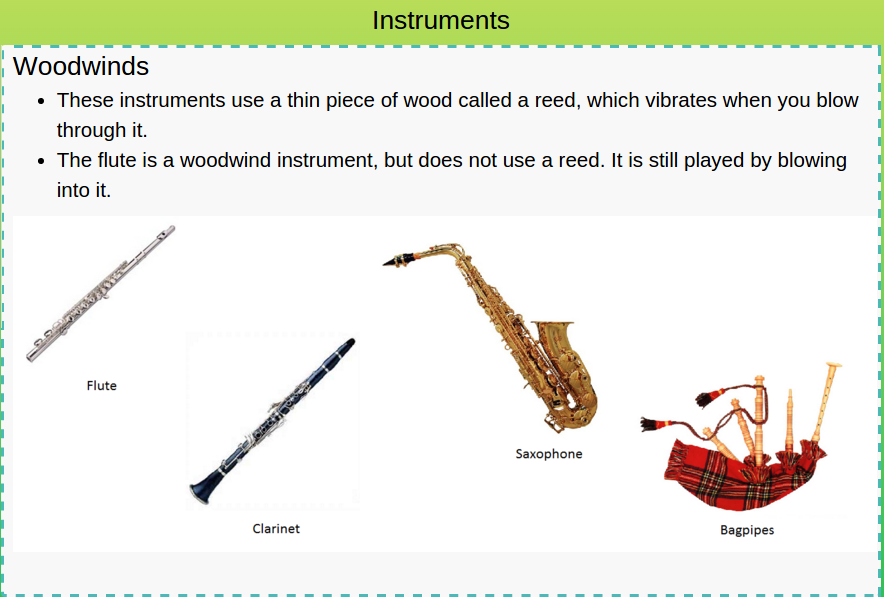 Instruments
Woodwinds
• These instruments use a thin piece of wood called a reed, which vibrates when you blow
through it.
• The flute is a woodwind instrument, but does not use a reed. It is still played by blowing
into it.
Flute
Saxophone
Clarinet
Bagpipes